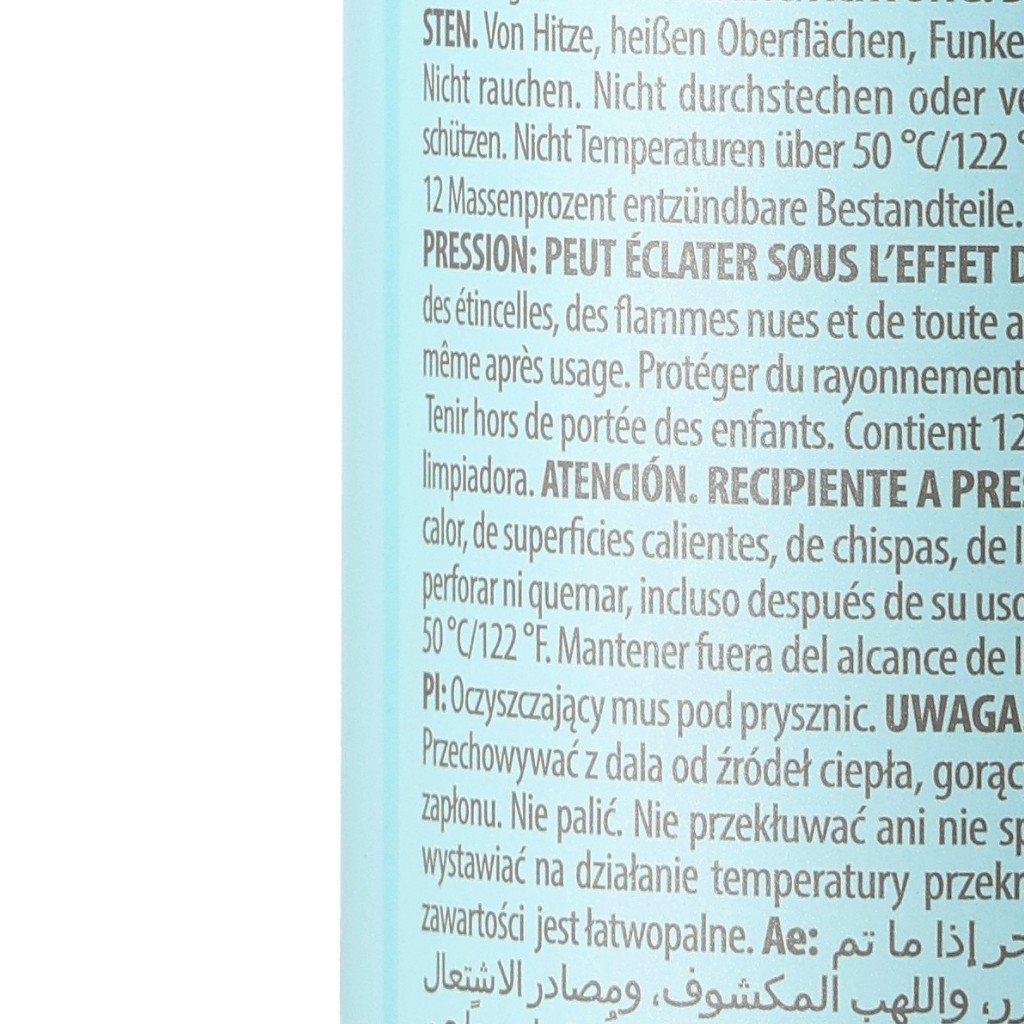 STEN. Von Hitze, heißen Oberflächen, Funke
Nicht rauchen. Nicht durchstechen oder ve
schützen. Nicht Temperaturen über 50 °C/122 °
12 Massenprozent entzündbare Bestandteile.
PRESSION: PEUT ÉCLATER SOUS L’EFFET D
des étincelles, des flammes nues et de toute a
même après usage. Protéger du rayonnement
Tenir hors de portée des enfants. Contient 12
limpiadora. ATENCIÓN. RECIPIENTE A PRES
calor, de superficies calientes, de chispas, de l
perforar ni quemar, incluso después de su uso
50 °C/122 °F. Mantener fuera del alcance de l
Pl: Oczyszczający mus pod prysznic. UWAGA
Przechowywać z dala od źródeł ciepła, gorąc
zapłonu. Nie palić. Nie przekłuwać ani nie sp
wystawiać na działanie temperatury przekr
zawartości jest łatwopalne. Ae: حر إذا ما تم
رر، واللهب المكشوف، ومصادر الاشتعال